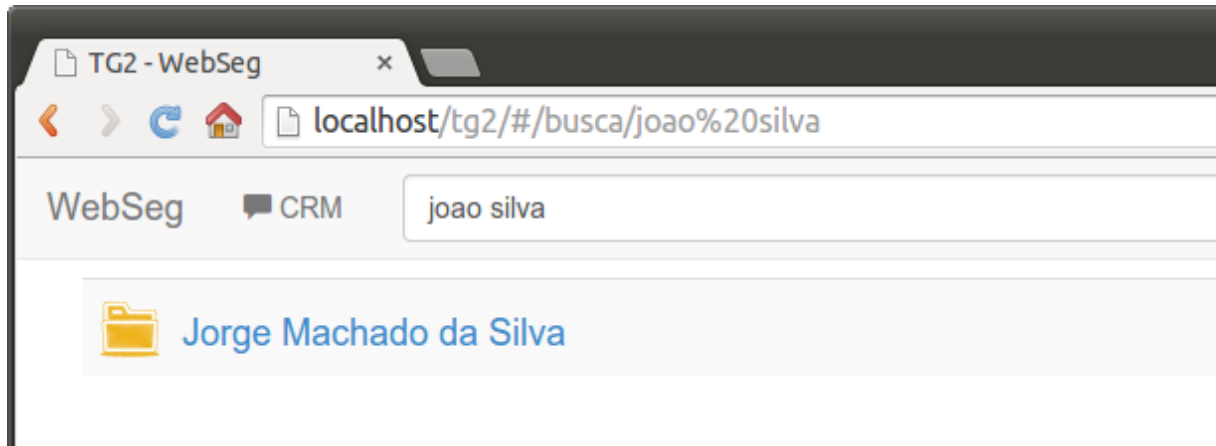 TG2 - WebSeg
localhost/tg2/#/busca/joao%20silva
WebSeg CRM joao silva
Jorge Machado da Silva